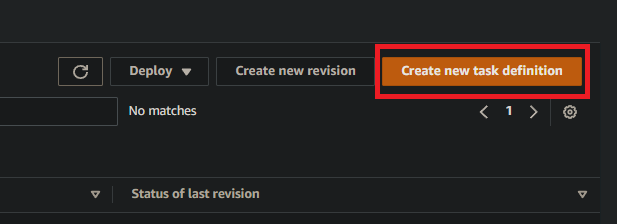 Deploy Create new revision Create new task definition
No matches 1
Status of last revision